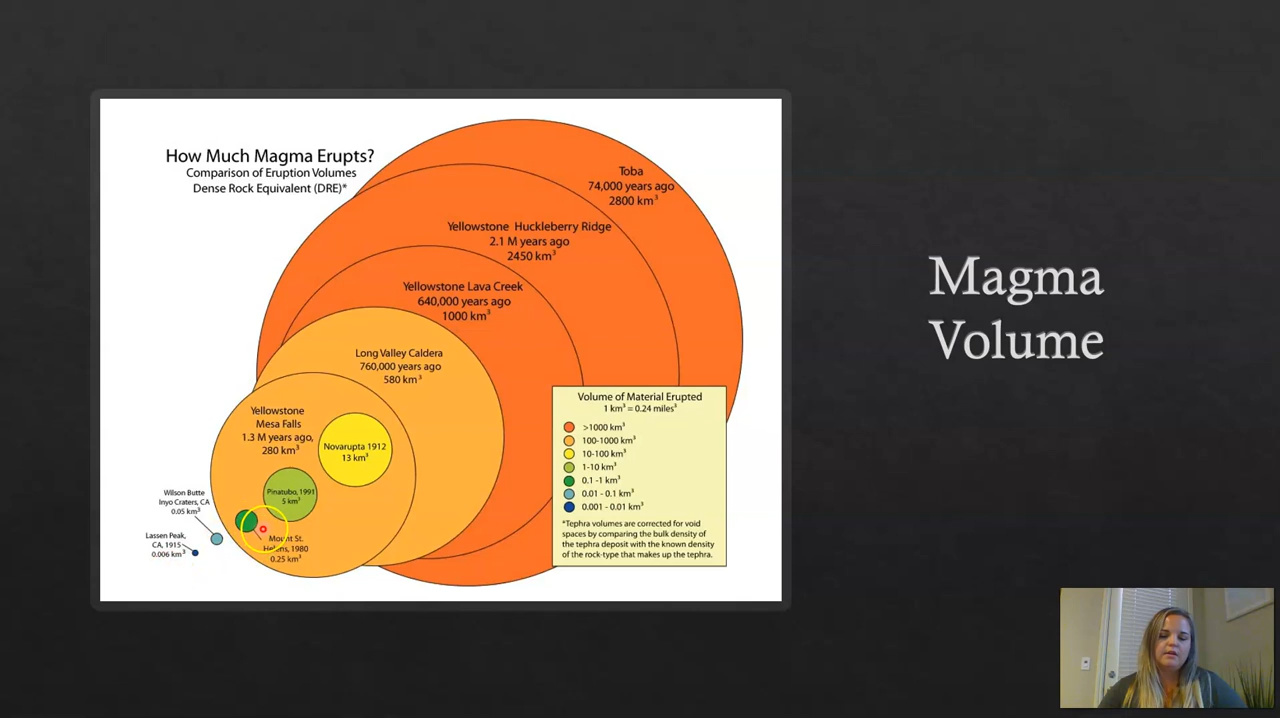 How Much Magma Erupts?
Comparison of Eruption Volumes
Dense Rock Equivalent (DRE)*
Toba
74,000 years ago
2800 km³
Yellowstone Huckleberry Ridge
2.1 M years ago
2450 km³
Yellowstone Lava Creek
640,000 years ago
1000 km³
Long Valley Caldera
760,000 years ago
580 km³
Yellowstone
Mesa Falls
1.3 M years ago,
280 km³
Novarupta 1912
13 km³
Pinatubo, 1991
5 km³
Wilson Butte
Inyo Craters, CA
0.05 km³
Lassen Peak,
CA, 1915
0.006 km³
Mount St.
Helens, 1980
0.25 km³
Volume of Material Erupted
1 km³ = 0.24 miles³
>1000 km³
100-1000 km³
10-100 km³
1-10 km³
0.1 -1 km³
0.01 - 0.1 km³
0.001 - 0.01 km³
*Tephra volumes are corrected for void
spaces by comparing the bulk density of
the tephra deposit with the known density
of the rock-type that makes up the tephra.
Magma
Volume